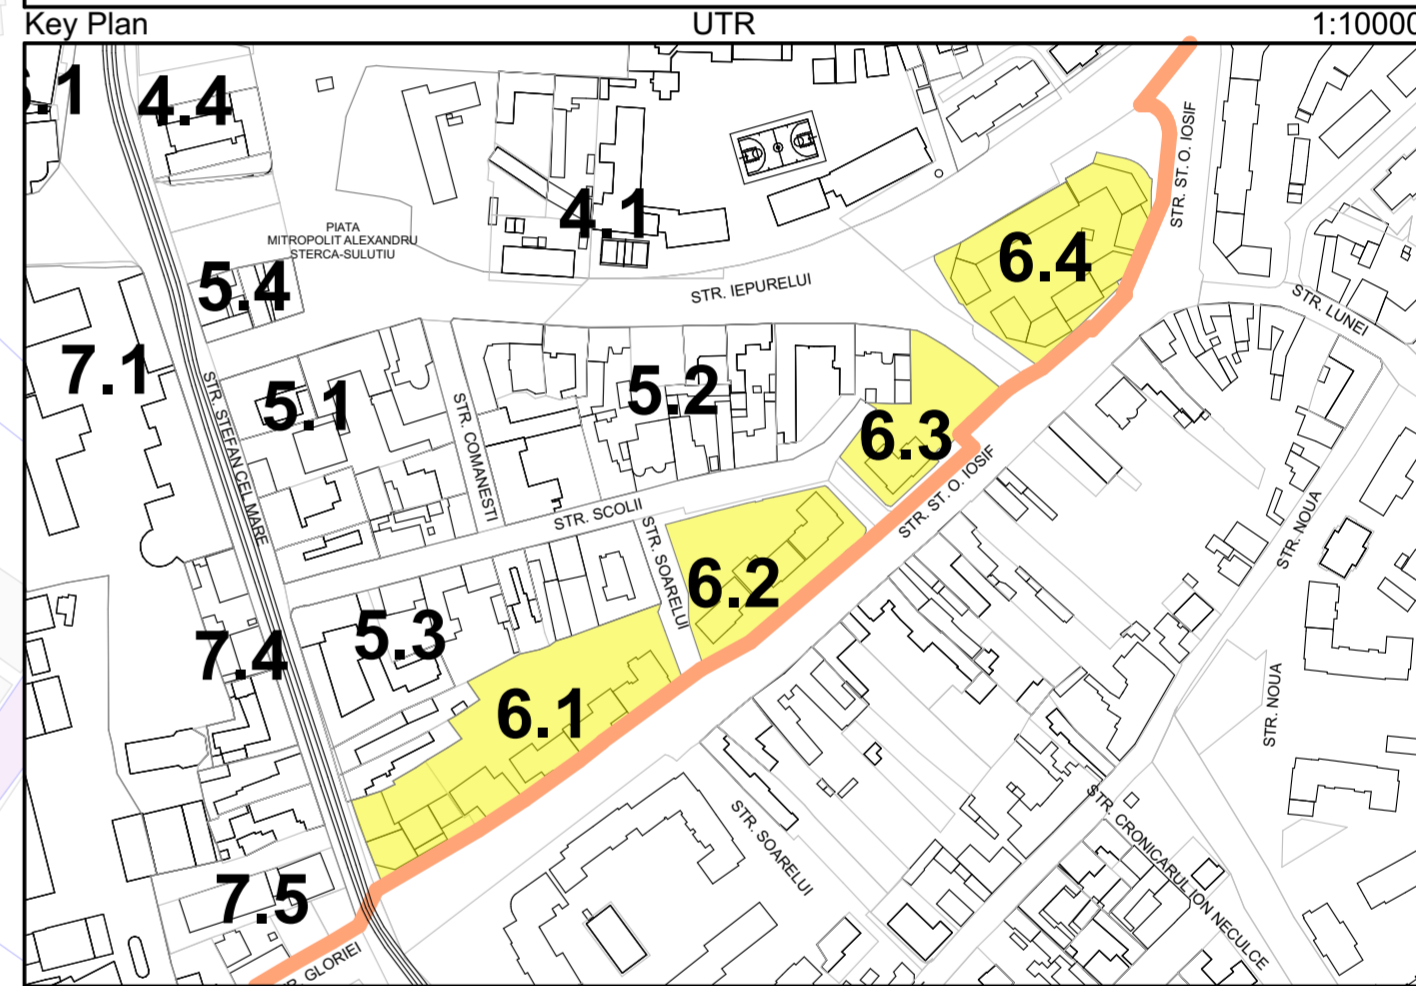 Key Plan
UTR
1:10000
.1
4.4
4.1
PIATA
MITROPOLIT ALEXANDRU
STERCA-SULUTIU
STR. ST. O. IOSIF
6.4
5.4
STR. IEPURELUI
STR. LUNEI
7.1
5.1
5.2
STR. STEFAN CEL MARE
STR. COMANESTI
6.3
STR. ST. O. IOSIF
STR. SCOLII
STR. NOUA
STR. SOARELUI
6.2
5.3
7.4
6.1
STR. NOUA
STR. SOARELUI
STR. CRONICARUL ION NECULCE
7.5
R. GLORIEI